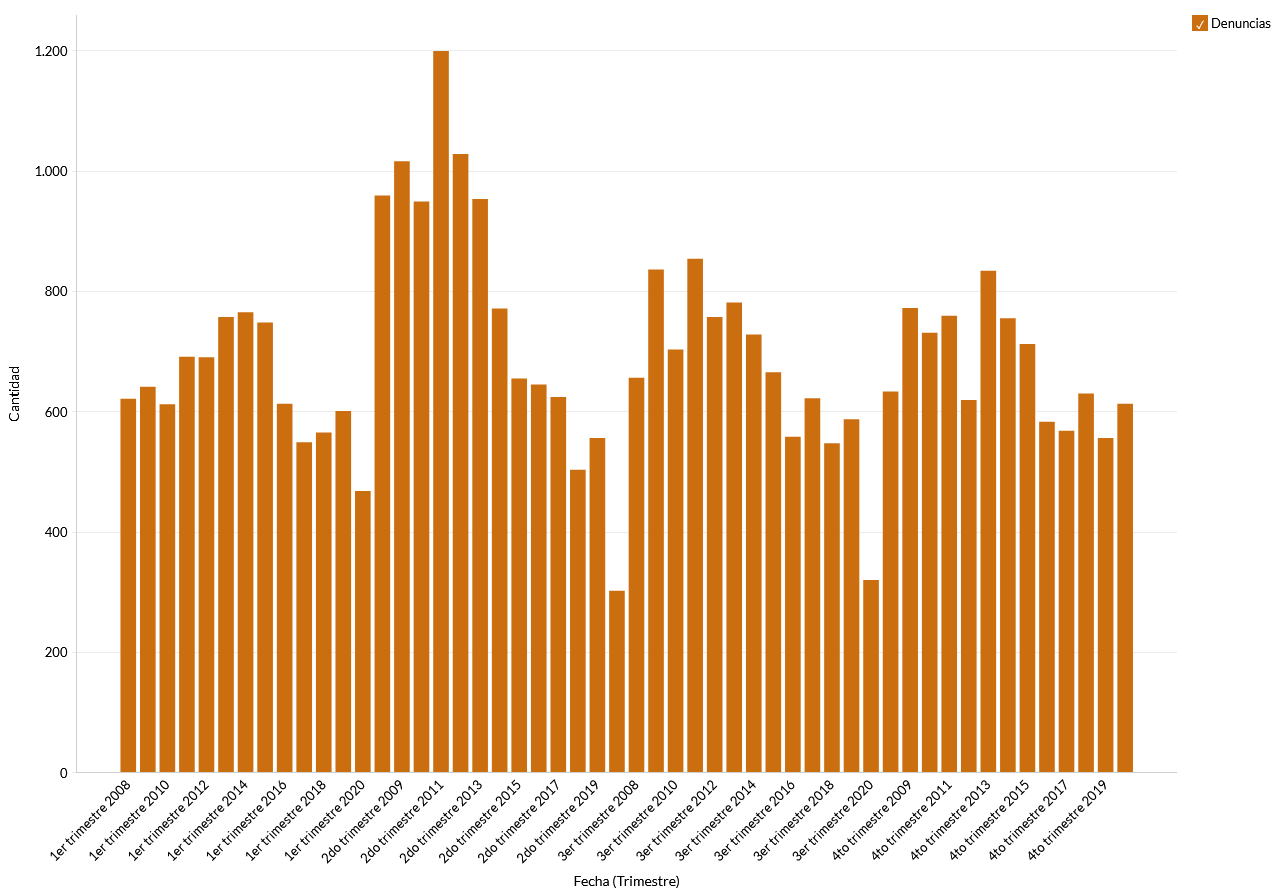 Denuncias
1.200
1.000
800
600
400
200
0
Cantidad
1er trimestre 2008
1er trimestre 2010
1er trimestre 2012
1er trimestre 2014
1er trimestre 2016
1er trimestre 2018
1er trimestre 2020
2do trimestre 2009
2do trimestre 2011
2do trimestre 2013
2do trimestre 2015
2do trimestre 2017
2do trimestre 2019
3er trimestre 2008
3er trimestre 2010
3er trimestre 2012
3er trimestre 2014
3er trimestre 2016
3er trimestre 2018
3er trimestre 2020
4to trimestre 2009
4to trimestre 2011
4to trimestre 2013
4to trimestre 2015
4to trimestre 2017
4to trimestre 2019
Fecha (Trimestre)